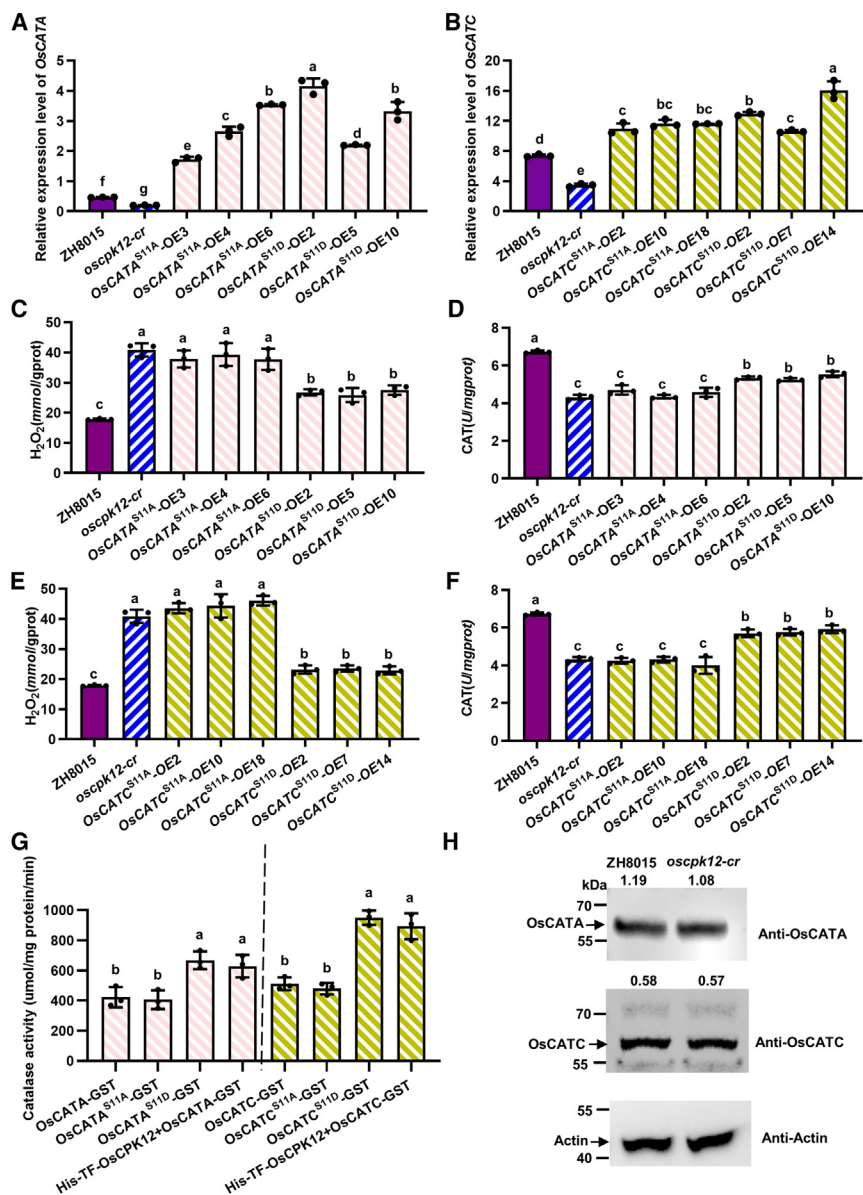 A
Relative expression level of OsCATA
5
4
3
2
1
0
f
g
e
c
b
a
d
b
ZH8015
oscpk12-cr
OsCATA^S11A-OE3
OsCATA^S11A-OE4
OsCATA^S11A-OE6
OsCATA^S11D-OE2
OsCATA^S11D-OE5
OsCATA^S11D-OE10
B
Relative expression level of OsCATC
20
16
12
8
4
0
d
e
c
bc
bc
b
c
a
ZH8015
oscpk12-cr
OsCATC^S11A-OE2
OsCATC^S11A-OE10
OsCATC^S11A-OE18
OsCATC^S11D-OE2
OsCATC^S11D-OE7
OsCATC^S11D-OE14
C
H₂O₂(mmol/gprot)
50
40
30
20
10
0
c
a
a
a
a
b
b
b
ZH8015
oscpk12-cr
OsCATA^S11A-OE3
OsCATA^S11A-OE4
OsCATA^S11A-OE6
OsCATA^S11D-OE2
OsCATA^S11D-OE5
OsCATA^S11D-OE10
D
CAT(U/mgprot)
8
6
4
2
0
a
c
c
c
c
b
b
b
ZH8015
oscpk12-cr
OsCATA^S11A-OE3
OsCATA^S11A-OE4
OsCATA^S11A-OE6
OsCATA^S11D-OE2
OsCATA^S11D-OE5
OsCATA^S11D-OE10
E
H₂O₂(mmol/gprot)
50
40
30
20
10
0
c
a
a
a
a
b
b
b
ZH8015
oscpk12-cr
OsCATC^S11A-OE2
OsCATC^S11A-OE10
OsCATC^S11A-OE18
OsCATC^S11D-OE2
OsCATC^S11D-OE7
OsCATC^S11D-OE14
F
CAT(U/mgprot)
8
6
4
2
0
a
c
c
c
c
b
b
b
ZH8015
oscpk12-cr
OsCATC^S11A-OE2
OsCATC^S11A-OE10
OsCATC^S11A-OE18
OsCATC^S11D-OE2
OsCATC^S11D-OE7
OsCATC^S11D-OE14
G
Catalase activity (umol/mg protein/min)
1000
800
600
400
200
0
b
b
a
a
b
b
a
a
OsCATA-GST
OsCATA^S11A-GST
OsCATA^S11D-GST
His-TF-OsCPK12+OsCATA-GST
OsCATC-GST
OsCATC^S11A-GST
OsCATC^S11D-GST
His-TF-OsCPK12+OsCATC-GST
H
ZH8015 oscpk12-cr
kDa 1.19 1.08
70
OsCATA
55
Anti-OsCATA
0.58 0.57
70
OsCATC
55
Anti-OsCATC
55
Actin
40
Anti-Actin